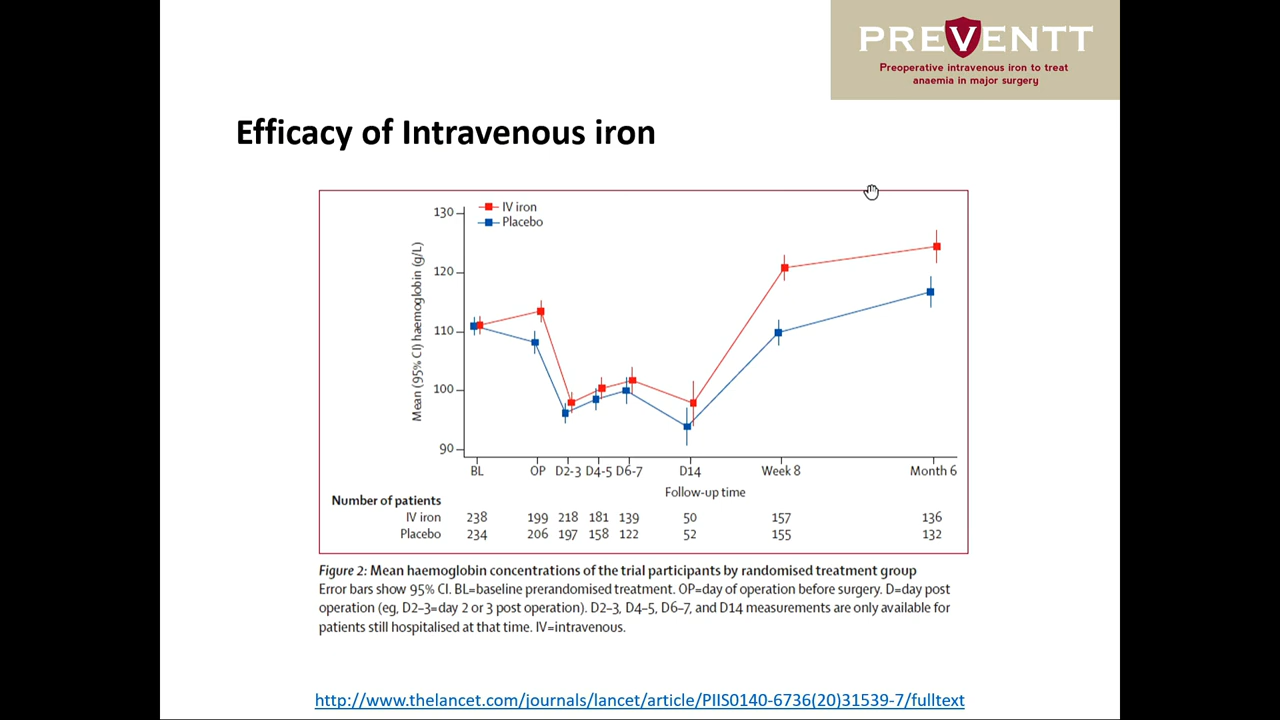 PREVENTT
Preoperative intravenous iron to treat
anaemia in major surgery
Efficacy of Intravenous iron
IV iron
Placebo
Mean (95% CI) haemoglobin (g/L)
130
120
110
100
90
BL OP D2-3 D4-5 D6-7 D14 Week 8 Month 6
Follow-up time
Number of patients
IV iron 238 199 218 181 139 50 157 136
Placebo 234 206 197 158 122 52 155 132
Figure 2: Mean haemoglobin concentrations of the trial participants by randomised treatment group
Error bars show 95% CI. BL=baseline prerandomised treatment. OP=day of operation before surgery. D=day post
operation (eg, D2–3=day 2 or 3 post operation). D2–3, D4–5, D6–7, and D14 measurements are only available for
patients still hospitalised at that time. IV=intravenous.
http://www.thelancet.com/journals/lancet/article/PIIS0140-6736(20)31539-7/fulltext